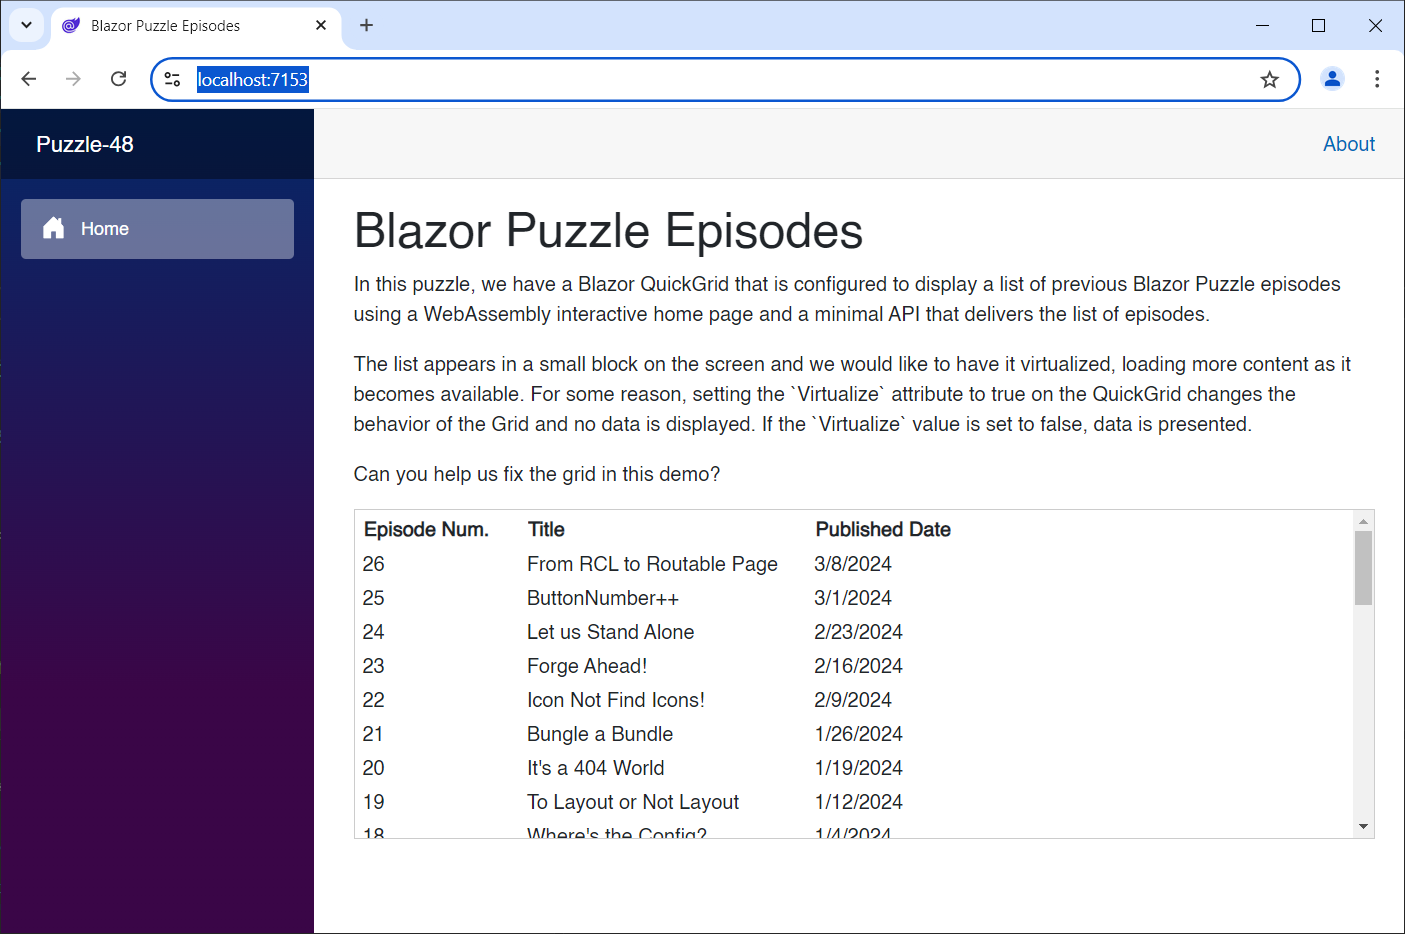 Blazor Puzzle Episodes
localhost:7153
Puzzle-48
About
Home
Blazor Puzzle Episodes
In this puzzle, we have a Blazor QuickGrid that is configured to display a list of previous Blazor Puzzle episodes
using a WebAssembly interactive home page and a minimal API that delivers the list of episodes.
The list appears in a small block on the screen and we would like to have it virtualized, loading more content as it
becomes available. For some reason, setting the `Virtualize` attribute to true on the QuickGrid changes the
behavior of the Grid and no data is displayed. If the `Virtualize` value is set to false, data is presented.
Can you help us fix the grid in this demo?
Episode Num. Title Published Date
26 From RCL to Routable Page 3/8/2024
25 ButtonNumber++ 3/1/2024
24 Let us Stand Alone 2/23/2024
23 Forge Ahead! 2/16/2024
22 Icon Not Find Icons! 2/9/2024
21 Bungle a Bundle 1/26/2024
20 It's a 404 World 1/19/2024
19 To Layout or Not Layout 1/12/2024
18 Where's the Config? 1/4/2024